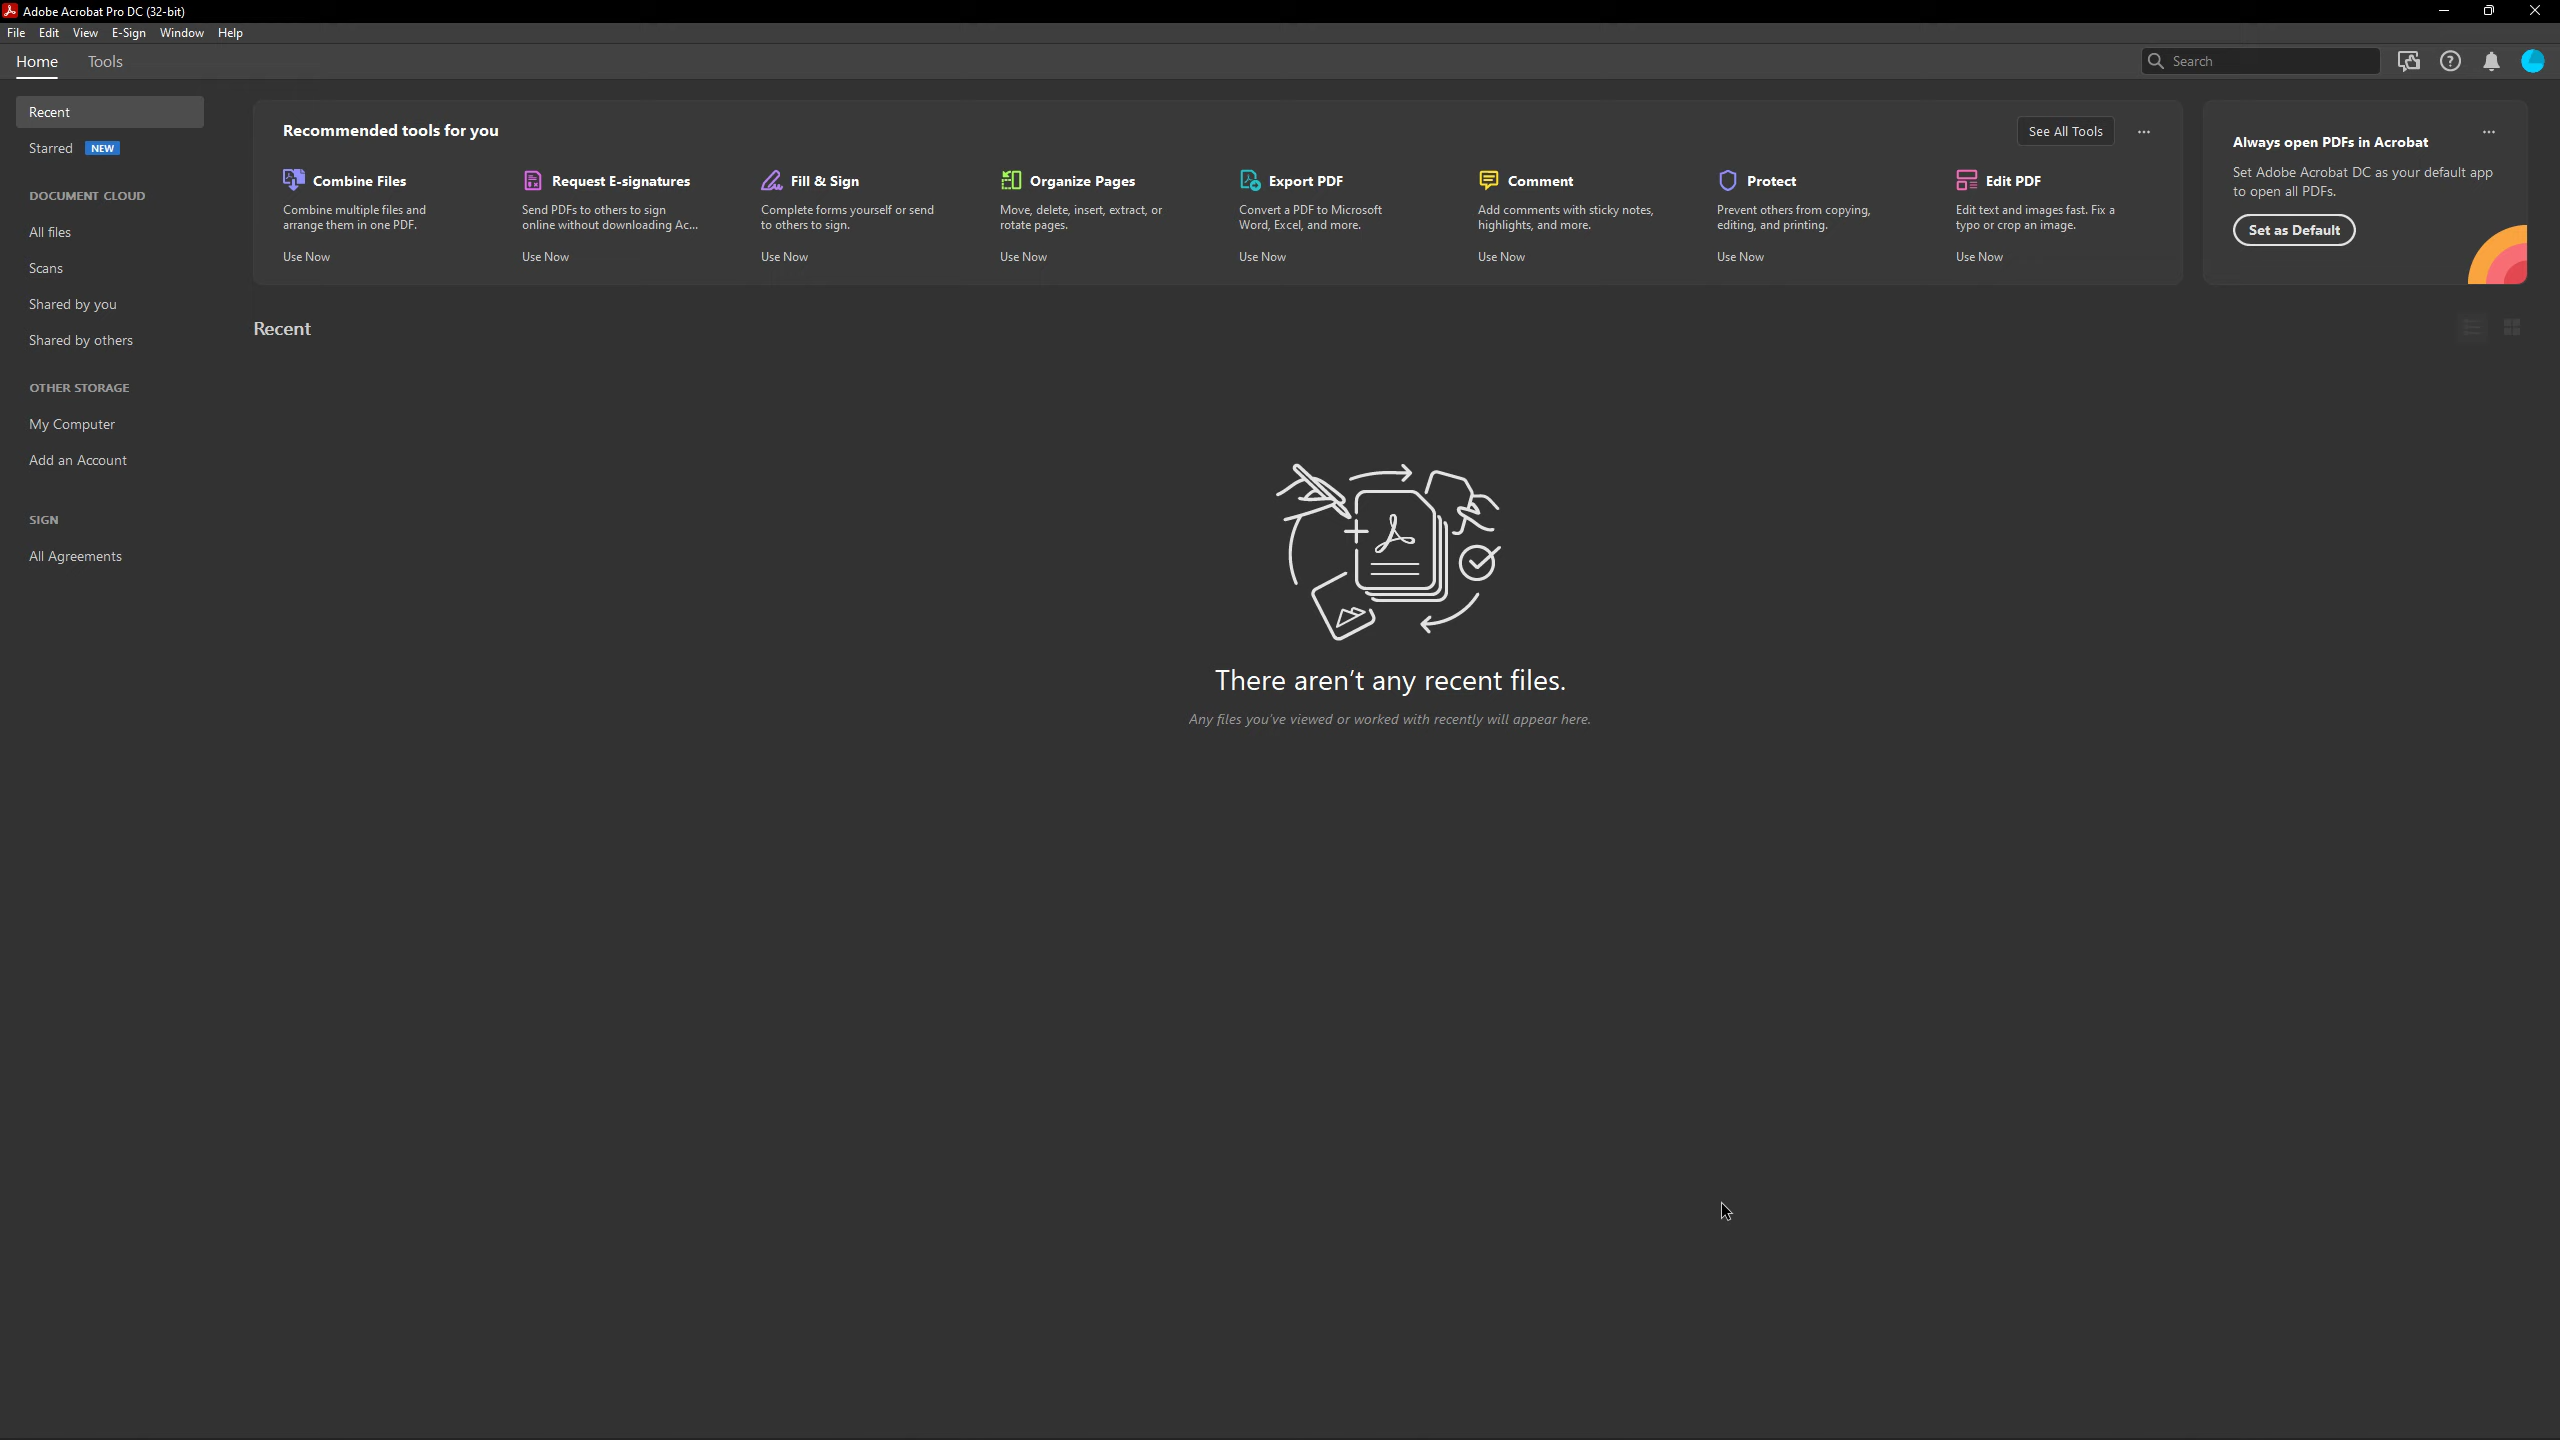 Adobe Acrobat Pro DC (32-bit)
File Edit View E-Sign Window Help
Home Tools
Search
Recent
Starred NEW
DOCUMENT CLOUD
All files
Scans
Shared by you
Shared by others
OTHER STORAGE
My Computer
Add an Account
SIGN
All Agreements
Recommended tools for you
See All Tools
Combine Files
Combine multiple files and
arrange them in one PDF.
Use Now
Request E-signatures
Send PDFs to others to sign
online without downloading Ac...
Use Now
Fill & Sign
Complete forms yourself or send
to others to sign.
Use Now
Organize Pages
Move, delete, insert, extract, or
rotate pages.
Use Now
Export PDF
Convert a PDF to Microsoft
Word, Excel, and more.
Use Now
Comment
Add comments with sticky notes,
highlights, and more.
Use Now
Protect
Prevent others from copying,
editing, and printing.
Use Now
Edit PDF
Edit text and images fast. Fix a
typo or crop an image.
Use Now
Always open PDFs in Acrobat
Set Adobe Acrobat DC as your default app
to open all PDFs.
Set as Default
Recent
There aren't any recent files.
Any files you've viewed or worked with recently will appear here.